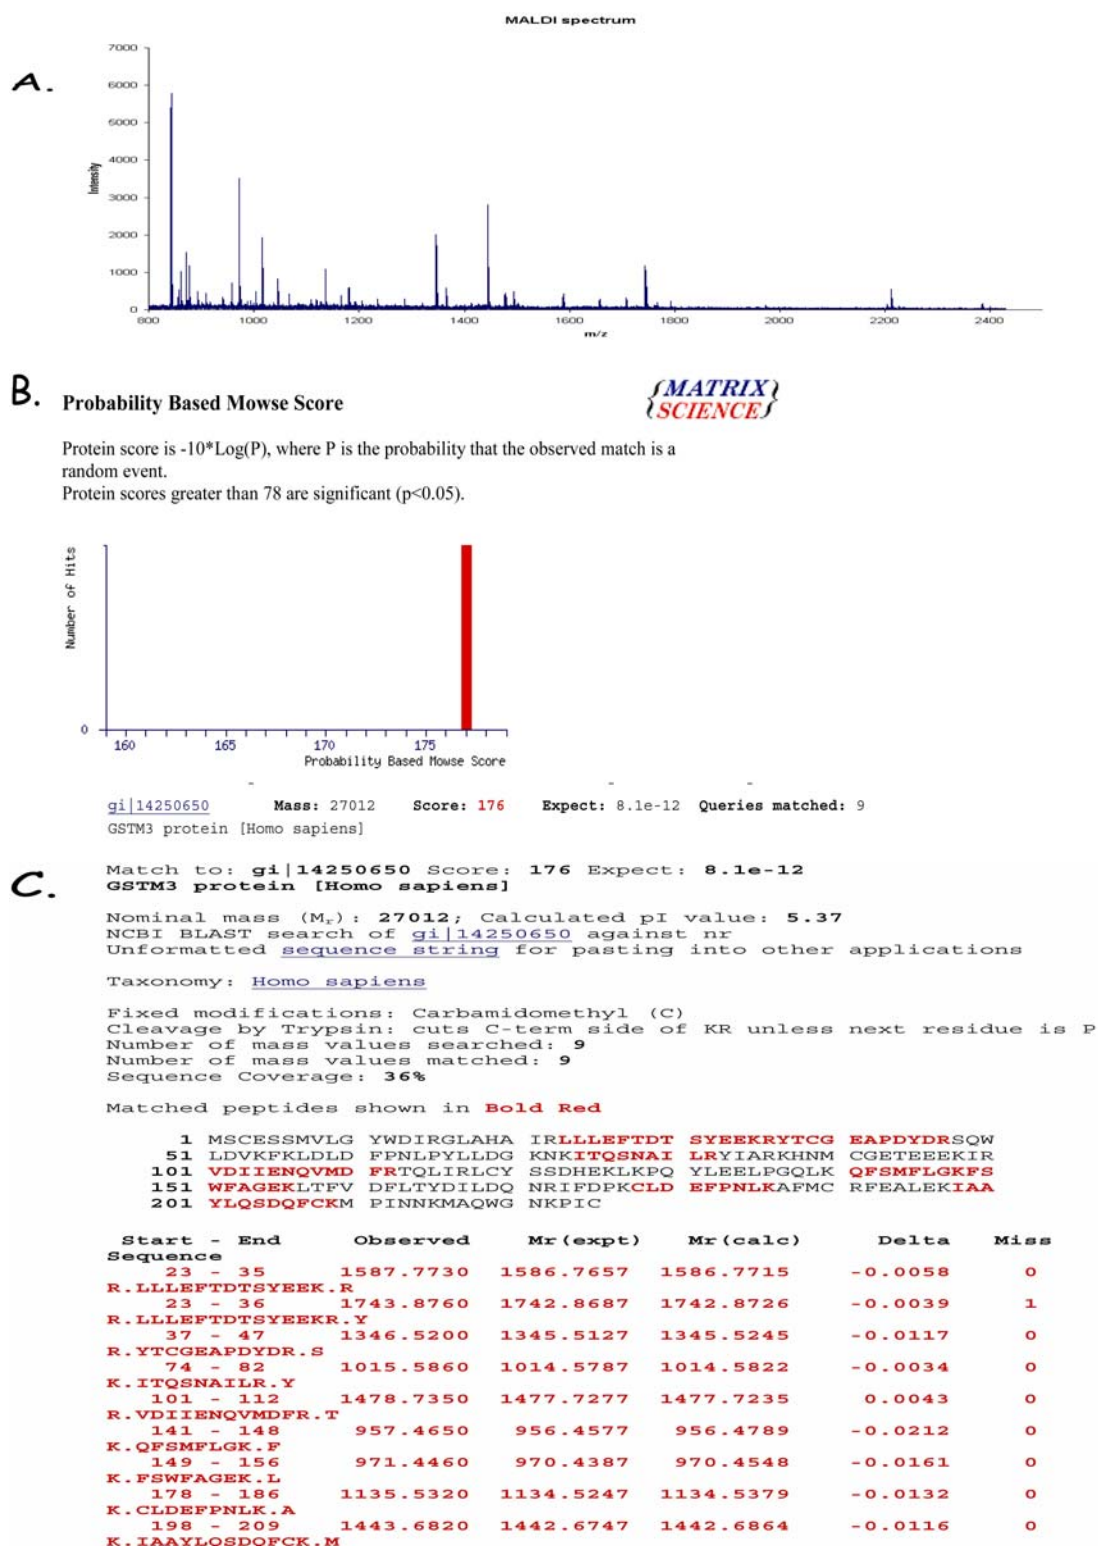 MALDI spectrum
A.
7000
6000
5000
4000
3000
2000
1000
0
Intensity
800 1000 1200 1400 1600 1800 2000 2200 2400
m/z
B.
Probability Based Mowse Score
{MATRIX}
{SCIENCE}
Protein score is -10*Log(P), where P is the probability that the observed match is a
random event.
Protein scores greater than 78 are significant (p<0.05).
Number of Hits
0
160 165 170 175
Probability Based Mowse Score
gi|14250650 Mass: 27012 Score: 176 Expect: 8.1e-12 Queries matched: 9
GSTM3 protein [Homo sapiens]
C.
Match to: gi|14250650 Score: 176 Expect: 8.1e-12
GSTM3 protein [Homo sapiens]
Nominal mass (Mr): 27012; Calculated pI value: 5.37
NCBI BLAST search of gi|14250650 against nr
Unformatted sequence string for pasting into other applications
Taxonomy: Homo sapiens
Fixed modifications: Carbamidomethyl (C)
Cleavage by Trypsin: cuts C-term side of KR unless next residue is P
Number of mass values searched: 9
Number of mass values matched: 9
Sequence Coverage: 36%
Matched peptides shown in Bold Red
1 MSCESSMVLG YWDIRGLAHA IRLLLEFTDT SYEEKRYTCG EAPDYDRSQW
51 LDVKFKLDLD FPNLPYLLDG KNKITQSNAI LRYIARKHNM CGETEEEKIR
101 VDIIENQVMD FRTQLIRLCY SSDHEKLKPQ YLEELPGQLK QFSMFLGKFS
151 WFAGEKLTFV DFLTYDILDQ NRIFDPKCLD EFPNLKAFMC RFEALEKIAA
201 YLQSDQFCKM PINNKMAQWG NKPIC
Start - End Observed Mr(expt) Mr(calc) Delta Miss
Sequence
23 - 35 1587.7730 1586.7657 1586.7715 -0.0058 0
R.LLLEFTDTSYEEK.R
23 - 36 1743.8760 1742.8687 1742.8726 -0.0039 1
R.LLLEFTDTSYEEKR.Y
37 - 47 1346.5200 1345.5127 1345.5245 -0.0117 0
R.YTCGEAPDYDR.S
74 - 82 1015.5860 1014.5787 1014.5822 -0.0034 0
K.ITQSNAILR.Y
101 - 112 1478.7350 1477.7277 1477.7235 0.0043 0
R.VDIIENQVMDFR.T
141 - 148 957.4650 956.4577 956.4789 -0.0212 0
K.QFSMFLGK.F
149 - 156 971.4460 970.4387 970.4548 -0.0161 0
K.FSWFAGEK.L
178 - 186 1135.5320 1134.5247 1134.5379 -0.0132 0
K.CLDEFPNLK.A
198 - 209 1443.6820 1442.6747 1442.6864 -0.0116 0
K.IAAYLQSDQFCK.M